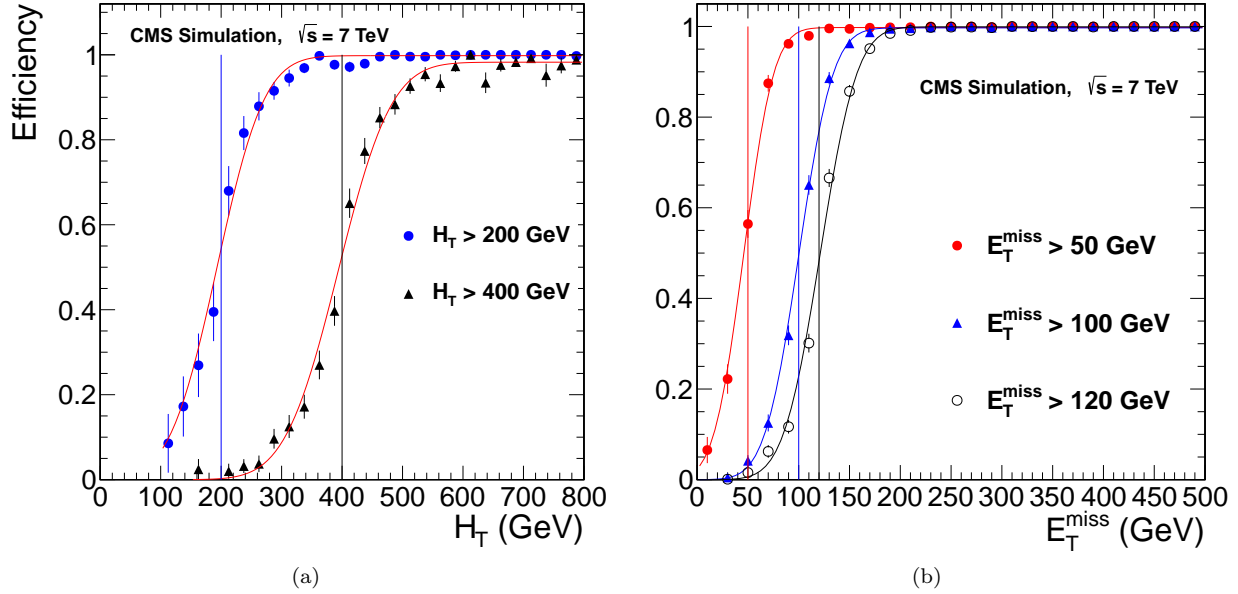 Efficiency
CMS Simulation, √s = 7 TeV
1
0.8
0.6
0.4
0.2
0
H_T > 200 GeV
H_T > 400 GeV
0 100 200 300 400 500 600 700 800
H_T (GeV)
(a)
CMS Simulation, √s = 7 TeV
1
0.8
0.6
0.4
0.2
0
E_T^miss > 50 GeV
E_T^miss > 100 GeV
E_T^miss > 120 GeV
0 50 100 150 200 250 300 350 400 450 500
E_T^miss (GeV)
(b)